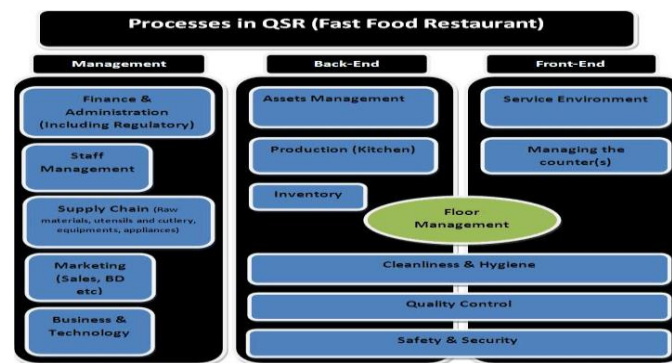 Processes in QSR (Fast Food Restaurant)
Management
Finance &
Administration
(Including Regulatory)
Staff
Management
Supply Chain (Raw
materials, utensils and cutlery,
equipments, appliances)
Marketing
(Sales, BD
etc)
Business &
Technology
Back-End
Assets Management
Production (Kitchen)
Inventory
Front-End
Service Environment
Managing the
counter(s)
Floor
Management
Cleanliness & Hygiene
Quality Control
Safety & Security